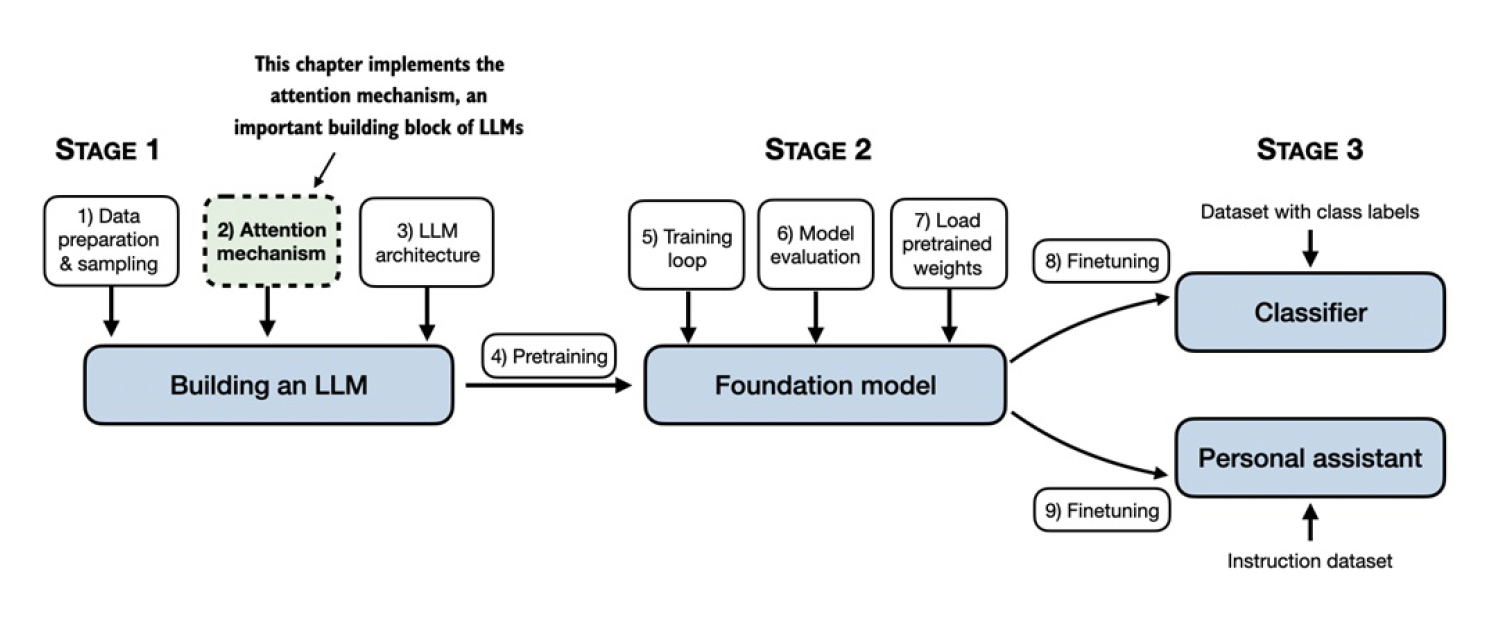 This chapter implements the
attention mechanism, an
important building block of LLMs
STAGE 1
STAGE 2
STAGE 3
1) Data
preparation
& sampling
2) Attention
mechanism
3) LLM
architecture
5) Training
loop
6) Model
evaluation
7) Load
pretrained
weights
8) Finetuning
Dataset with class labels
Classifier
Building an LLM
4) Pretraining
Foundation model
Personal assistant
9) Finetuning
Instruction dataset